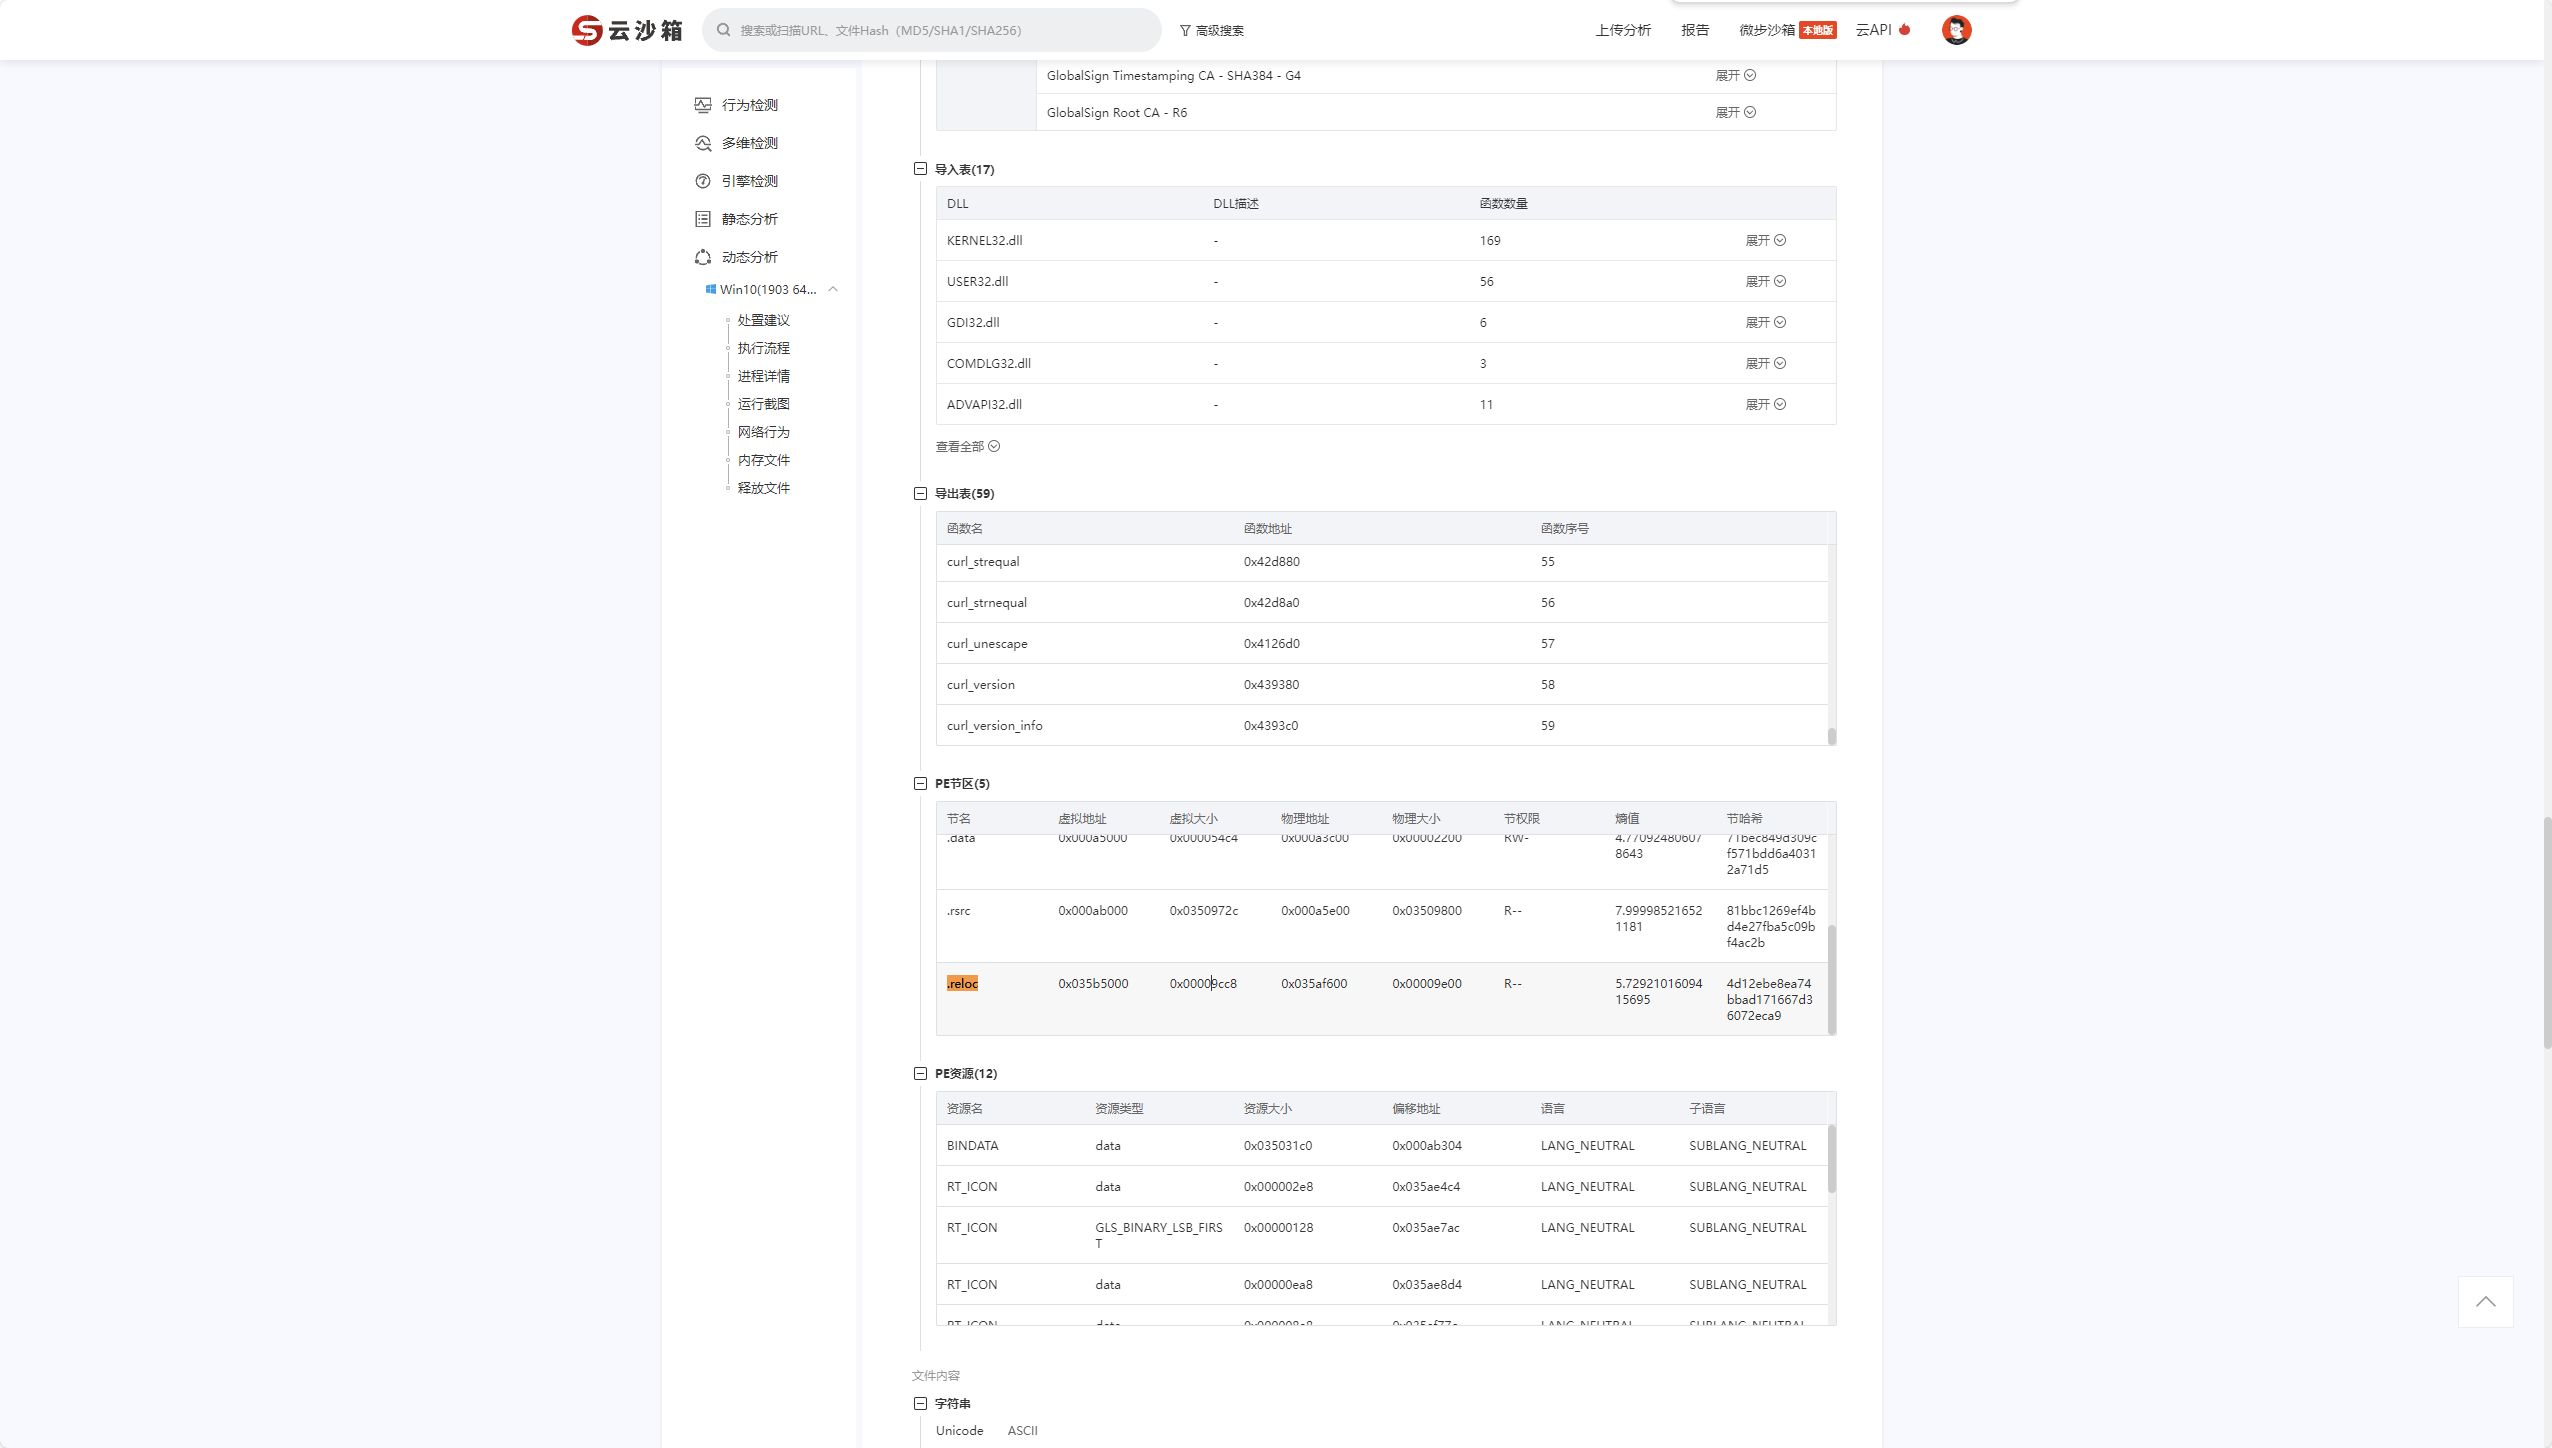 云沙箱
搜索或扫描URL、文件Hash（MD5/SHA1/SHA256）
高级搜索
上传分析
报告
微步沙箱 本地版
云API
行为检测
多维检测
引擎检测
静态分析
动态分析
Win10(1903 64...
处置建议
执行流程
进程详情
运行截图
网络行为
内存文件
释放文件
GlobalSign Timestamping CA - SHA384 - G4 展开
GlobalSign Root CA - R6 展开
导入表(17)
DLL DLL描述 函数数量
KERNEL32.dll - 169 展开
USER32.dll - 56 展开
GDI32.dll - 6 展开
COMDLG32.dll - 3 展开
ADVAPI32.dll - 11 展开
查看全部
导出表(59)
函数名 函数地址 函数序号
curl_strequal 0x42d880 55
curl_strnequal 0x42d8a0 56
curl_unescape 0x4126d0 57
curl_version 0x439380 58
curl_version_info 0x4393c0 59
PE节区(5)
节名 虚拟地址 虚拟大小 物理地址 物理大小 节权限 熵值 节哈希
.data 0x000a5000 0x000054c4 0x000a3c00 0x00002200 RW- 4.77092480607 71bec849d309c
8643 f571bdd6a4031
2a71d5
.rsrc 0x000ab000 0x0350972c 0x000a5e00 0x03509800 R-- 7.99998521652 81bbc1269ef4b
1181 d4e27fba5c09b
f4ac2b
.reloc 0x035b5000 0x00009cc8 0x035af600 0x00009e00 R-- 5.72921016094 4d12ebe8ea74
15695 bbad171667d3
6072eca9
PE资源(12)
资源名 资源类型 资源大小 偏移地址 语言 子语言
BINDATA data 0x035031c0 0x000ab304 LANG_NEUTRAL SUBLANG_NEUTRAL
RT_ICON data 0x000002e8 0x035ae4c4 LANG_NEUTRAL SUBLANG_NEUTRAL
RT_ICON GLS_BINARY_LSB_FIRS 0x00000128 0x035ae7ac LANG_NEUTRAL SUBLANG_NEUTRAL
T
RT_ICON data 0x00000ea8 0x035ae8d4 LANG_NEUTRAL SUBLANG_NEUTRAL
RT_ICON data LANG_NEUTRAL SUBLANG_NEUTRAL
文件内容
字符串
Unicode ASCII